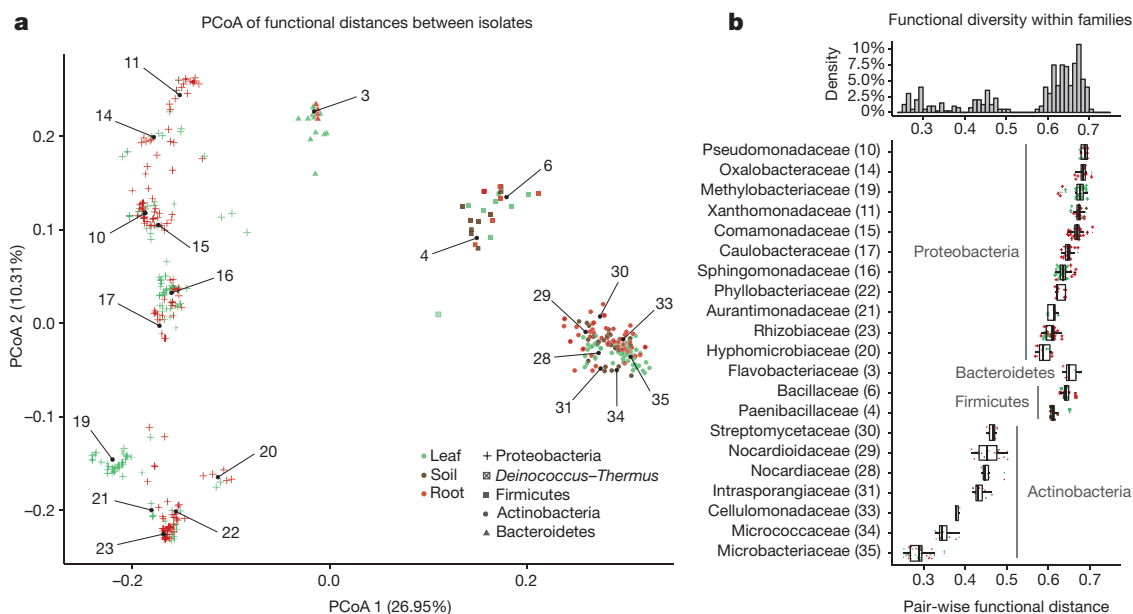 a
PCoA of functional distances between isolates
PCoA 2 (10.31%)
0.2
0.1
0.0
−0.1
−0.2
11
14
10
15
16
17
19
20
21
22
23
3
6
4
30
29
33
28
31
34
35
Leaf
Soil
Root
Proteobacteria
Deinococcus–Thermus
Firmicutes
Actinobacteria
Bacteroidetes
−0.2
0.0
0.2
PCoA 1 (26.95%)
b
Functional diversity within families
Density
10%
7.5%
5.0%
2.5%
0.3 0.4 0.5 0.6 0.7
Pseudomonadaceae (10)
Oxalobacteraceae (14)
Methylobacteriaceae (19)
Xanthomonadaceae (11)
Comamonadaceae (15)
Caulobacteraceae (17)
Sphingomonadaceae (16)
Phyllobacteriaceae (22)
Aurantimonadaceae (21)
Rhizobiaceae (23)
Hyphomicrobiaceae (20)
Flavobacteriaceae (3)
Bacillaceae (6)
Paenibacillaceae (4)
Streptomycetaceae (30)
Nocardioidaceae (29)
Nocardiaceae (28)
Intrasporangiaceae (31)
Cellulomonadaceae (33)
Micrococcaceae (34)
Microbacteriaceae (35)
Proteobacteria
Bacteroidetes
Firmicutes
Actinobacteria
0.3 0.4 0.5 0.6 0.7
Pair-wise functional distance